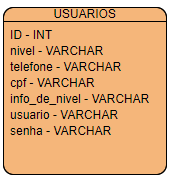 USUARIOS
ID - INT
nivel - VARCHAR
telefone - VARCHAR
cpf - VARCHAR
info_de_nivel - VARCHAR
usuario - VARCHAR
senha - VARCHAR